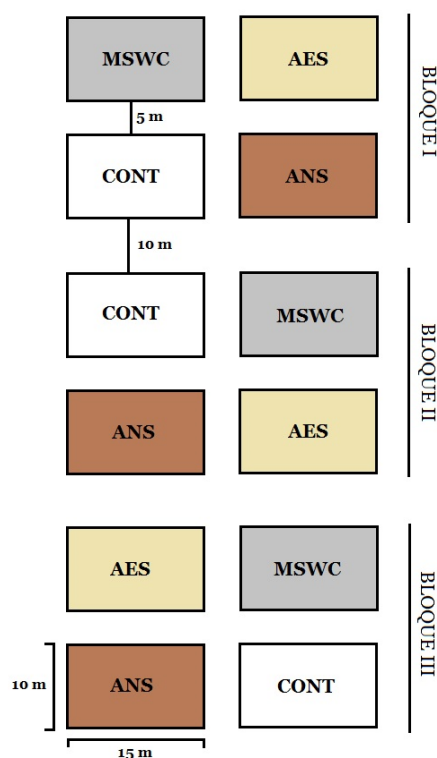 MSWC
AES
BLOQUE I
5 m
CONT
ANS
10 m
CONT
MSWC
BLOQUE II
ANS
AES
AES
MSWC
BLOQUE III
10 m
ANS
CONT
15 m